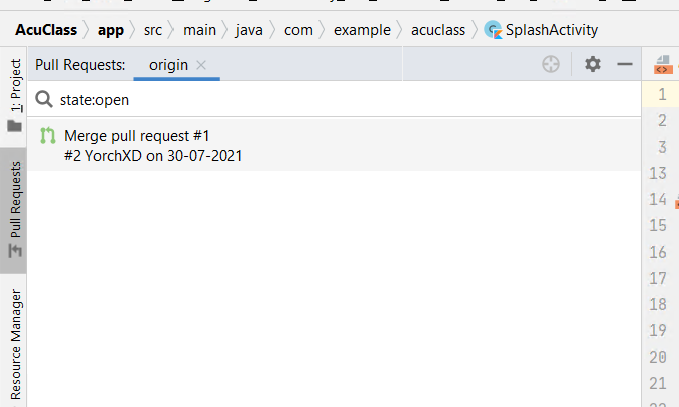 AcuClass app src main java com example acuclass SplashActivity
1: Project
Pull Requests
Resource Manager
Pull Requests: origin
state:open
Merge pull request #1
#2 YorchXD on 30-07-2021
1
2
3
13
14
15
16
17
18
19
20
21